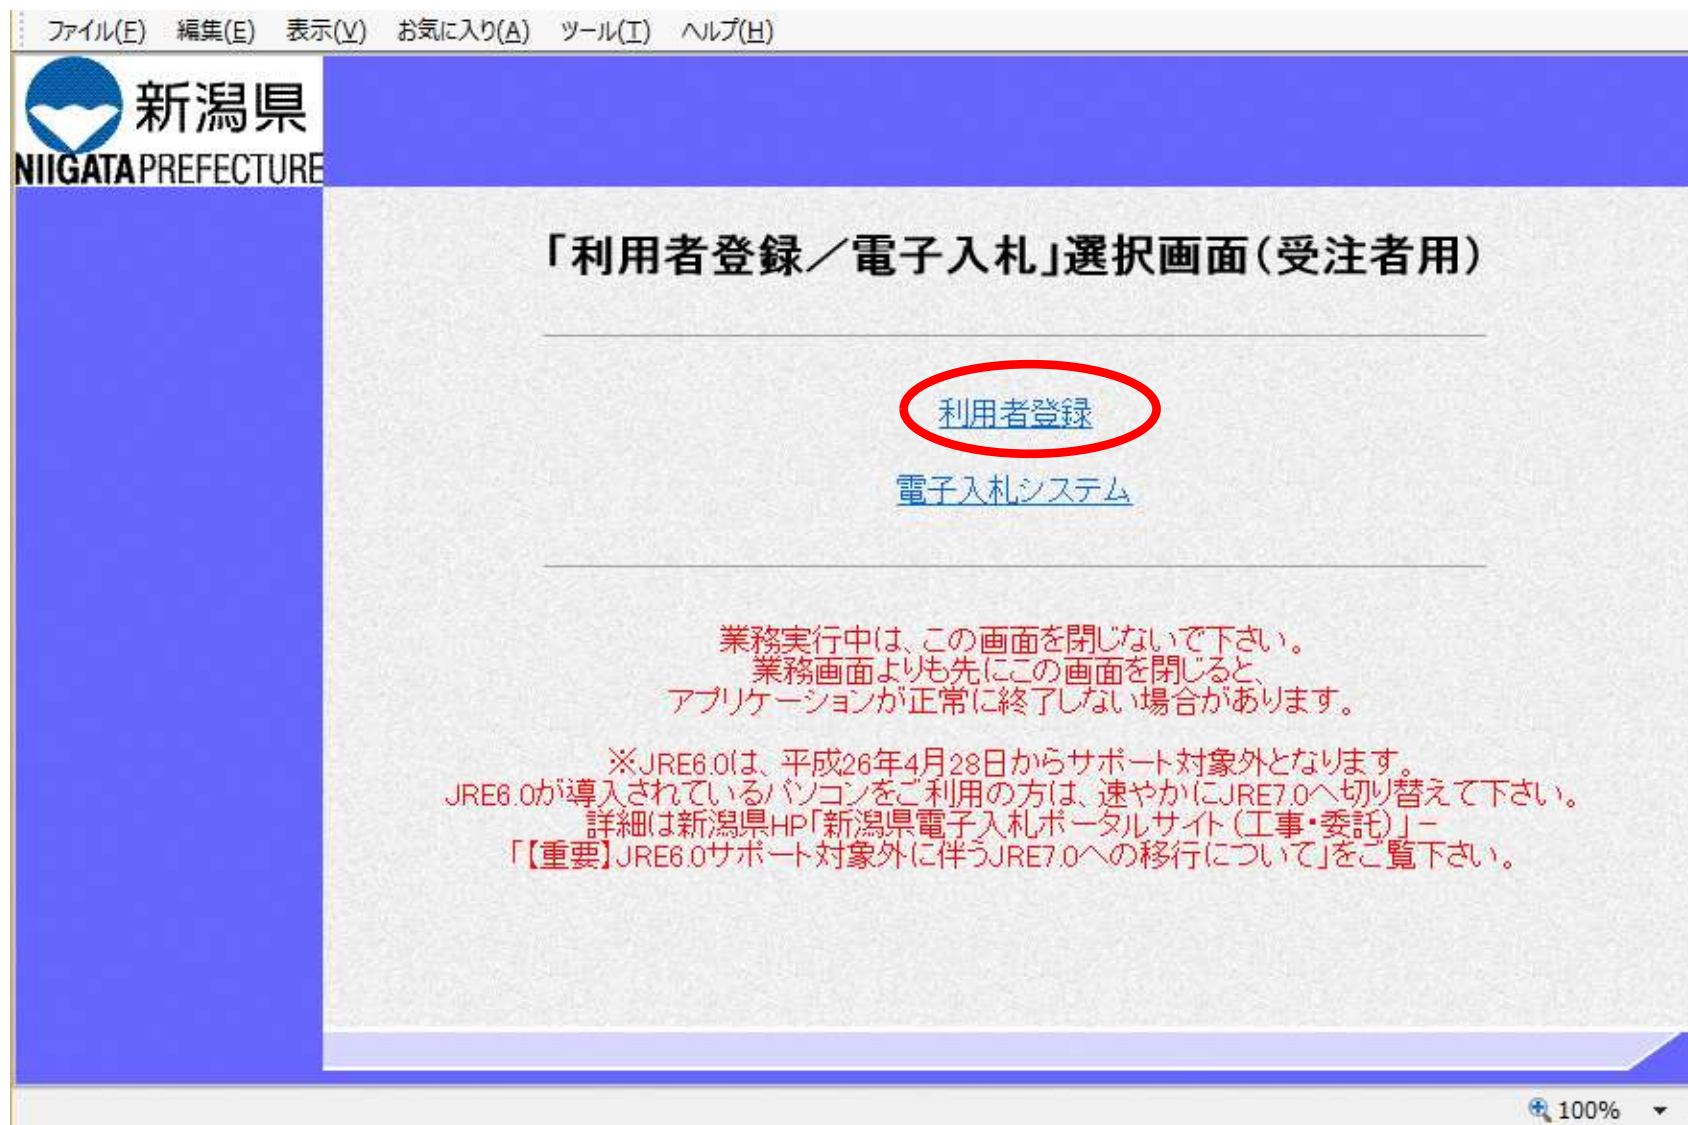 ファイル(F) 編集(E) 表示(V) お気に入り(A) ツール(T) ヘルプ(H)
新潟県
NIIGATA PREFECTURE
「利用者登録／電子入札」選択画面(受注者用)
利用者登録
電子入札システム
業務実行中は、この画面を閉じないで下さい。
業務画面よりも先にこの画面を閉じると、
アプリケーションが正常に終了しない場合があります。
※JRE6.0は、平成26年4月28日からサポート対象外となります。
JRE6.0が導入されているパソコンをご利用の方は、速やかにJRE7.0へ切り替えて下さい。
詳細は新潟県HP「新潟県電子入札ポータルサイト(工事・委託)」－
「【重要】JRE6.0サポート対象外に伴うJRE7.0への移行について」をご覧下さい。
100%